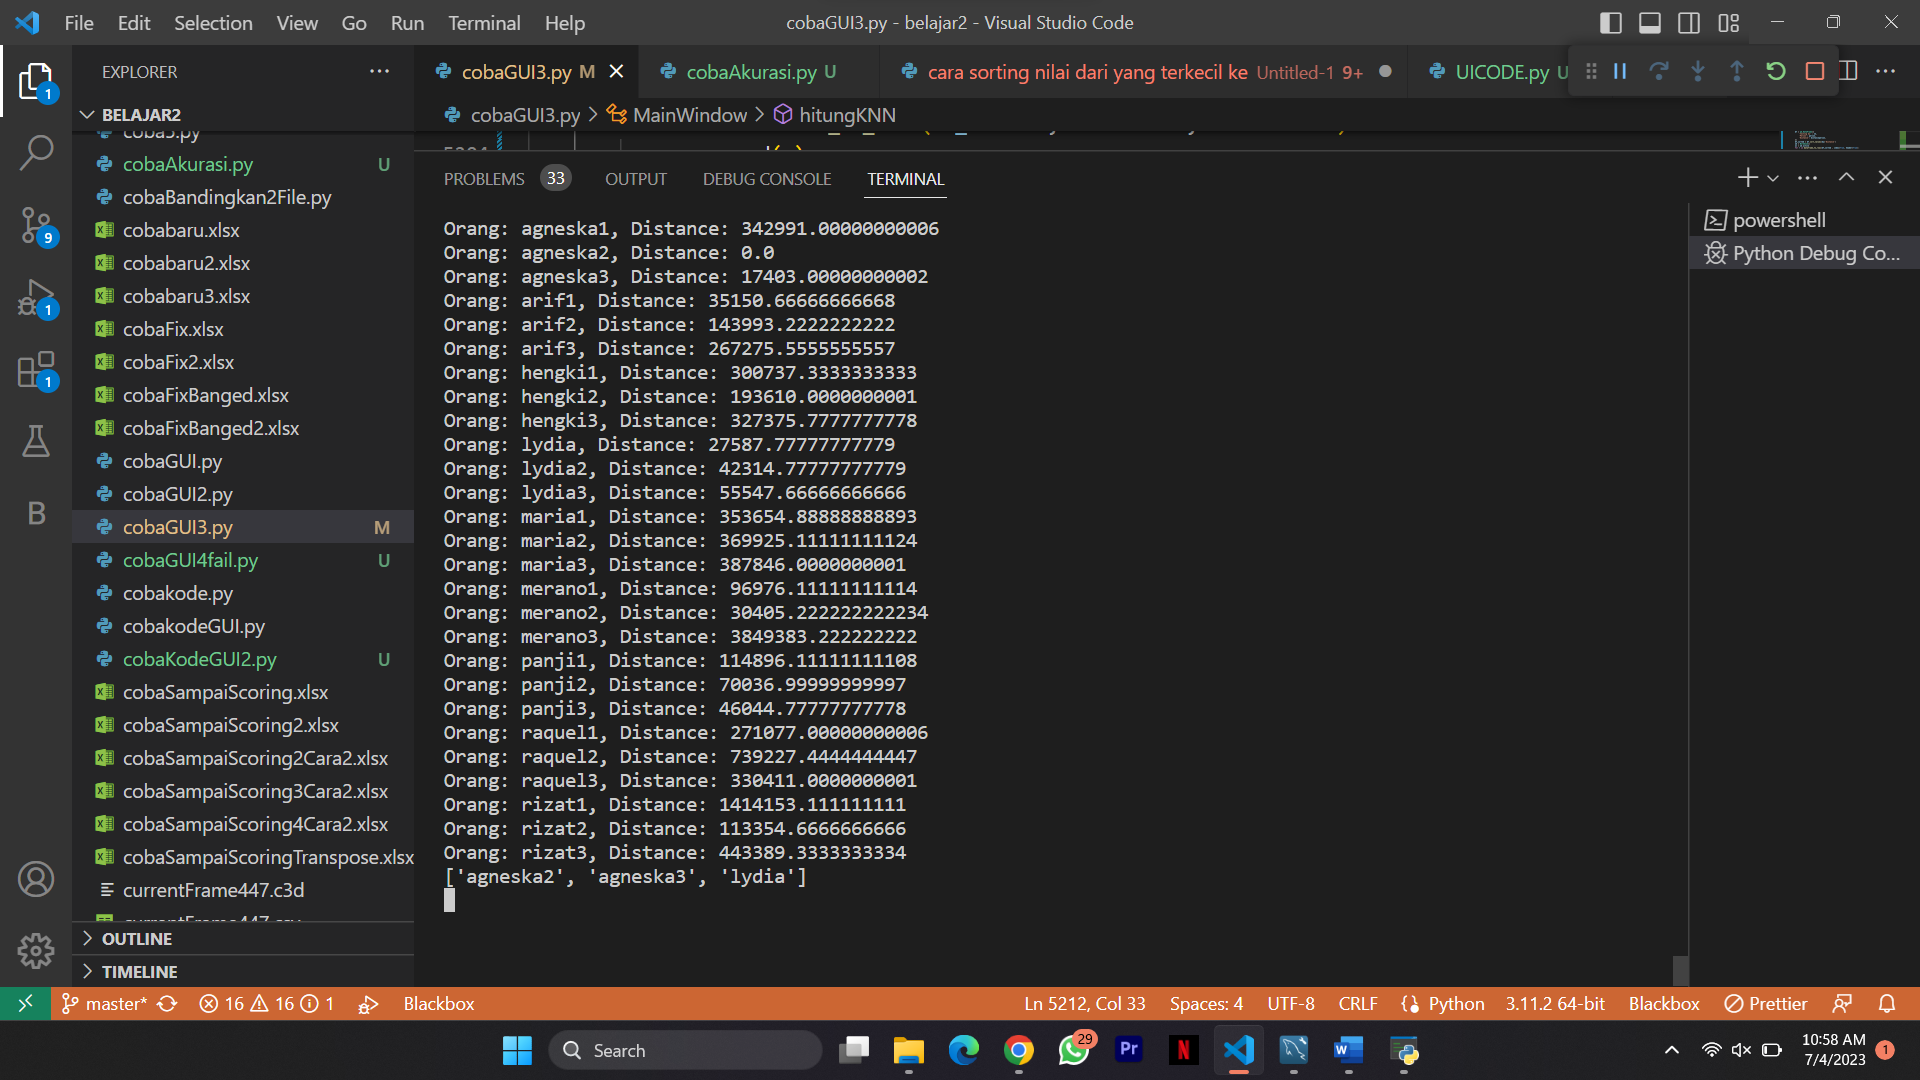 File Edit Selection View Go Run Terminal Help
cobaGUI3.py - belajar2 - Visual Studio Code
EXPLORER
cobaGUI3.py M
cobaAkurasi.py U
cara sorting nilai dari yang terkecil ke Untitled-1 9+
UICODE.py U
BELAJAR2
cobaGUI3.py > MainWindow > hitungKNN
coba5.py
cobaAkurasi.py U
cobaBandingkan2File.py
cobabaru.xlsx
cobabaru2.xlsx
cobabaru3.xlsx
cobaFix.xlsx
cobaFix2.xlsx
cobaFixBanged.xlsx
cobaFixBanged2.xlsx
cobaGUI.py
cobaGUI2.py
cobaGUI3.py M
cobaGUI4fail.py U
cobakode.py
cobakodeGUI.py
cobaKodeGUI2.py U
cobaSampaiScoring.xlsx
cobaSampaiScoring2.xlsx
cobaSampaiScoring2Cara2.xlsx
cobaSampaiScoring3Cara2.xlsx
cobaSampaiScoring4Cara2.xlsx
cobaSampaiScoringTranspose.xlsx
currentFrame447.c3d
currentFrame447.csv
OUTLINE
TIMELINE
1
9
1
1
B
PROBLEMS 33 OUTPUT DEBUG CONSOLE TERMINAL
Orang: agneska1, Distance: 342991.00000000006
Orang: agneska2, Distance: 0.0
Orang: agneska3, Distance: 17403.00000000002
Orang: arif1, Distance: 35150.66666666668
Orang: arif2, Distance: 143993.2222222222
Orang: arif3, Distance: 267275.5555555557
Orang: hengki1, Distance: 300737.3333333333
Orang: hengki2, Distance: 193610.0000000001
Orang: hengki3, Distance: 327375.7777777778
Orang: lydia, Distance: 27587.77777777779
Orang: lydia2, Distance: 42314.77777777779
Orang: lydia3, Distance: 55547.66666666666
Orang: maria1, Distance: 353654.88888888893
Orang: maria2, Distance: 369925.11111111124
Orang: maria3, Distance: 387846.0000000001
Orang: merano1, Distance: 96976.11111111114
Orang: merano2, Distance: 30405.222222222234
Orang: merano3, Distance: 3849383.222222222
Orang: panji1, Distance: 114896.11111111108
Orang: panji2, Distance: 70036.99999999997
Orang: panji3, Distance: 46044.77777777778
Orang: raquel1, Distance: 271077.00000000006
Orang: raquel2, Distance: 739227.4444444447
Orang: raquel3, Distance: 330411.0000000001
Orang: rizat1, Distance: 1414153.111111111
Orang: rizat2, Distance: 113354.6666666666
Orang: rizat3, Distance: 443389.3333333334
['agneska2', 'agneska3', 'lydia']
powershell
Python Debug Co...
master* 16 16 1 Blackbox
Ln 5212, Col 33 Spaces: 4 UTF-8 CRLF Python 3.11.2 64-bit Blackbox Prettier
Search
29
Pr
N
W
10:58 AM
7/4/2023
1